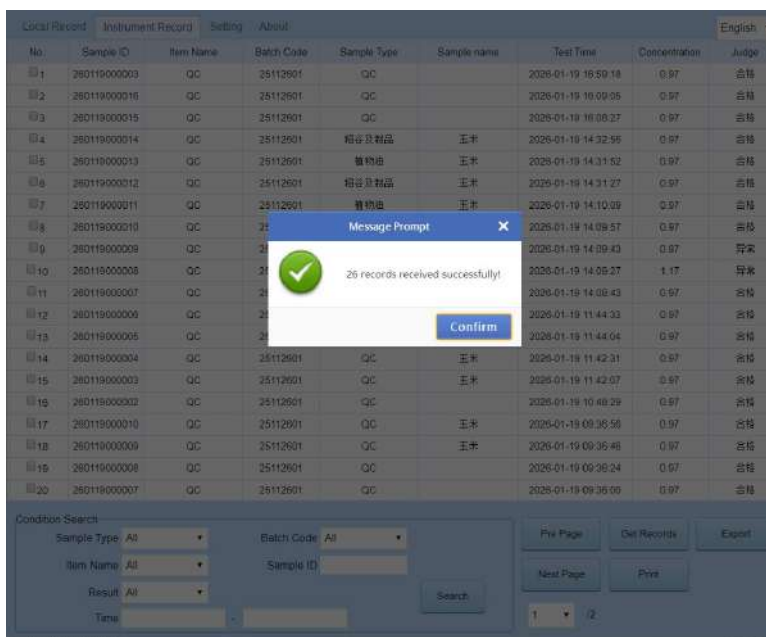 Local Record Instrument Record Setting About English
No. Sample ID Item Name Batch Code Sample Type Sample name Test Time Concentration Judge
1 260119000003 QC 25112601 QC 2026-01-19 16:59:18 0.97 合格
2 260119000016 QC 25112601 QC 2026-01-19 16:09:05 0.97 合格
3 260119000015 QC 25112601 QC 2026-01-19 16:08:27 0.97 合格
4 260119000014 QC 25112601 稻谷及制品 玉米 2026-01-19 14:32:56 0.97 合格
5 260119000013 QC 25112601 植物油 玉米 2026-01-19 14:31:52 0.97 合格
6 260119000012 QC 25112601 稻谷及制品 玉米 2026-01-19 14:31:27 0.97 合格
7 260119000011 QC 25112601 植物油 玉米 2026-01-19 14:10:09 0.97 合格
8 260119000010 QC 2026-01-19 14:09:57 0.97 合格
9 260119000009 QC 2026-01-19 14:09:43 0.97 异常
10 260119000008 QC 2026-01-19 14:09:27 1.17 异常
11 260119000007 QC 2026-01-19 14:08:43 0.97 合格
12 260119000006 QC 2026-01-19 11:44:33 0.97 合格
13 260119000005 QC 2026-01-19 11:44:04 0.97 合格
14 260119000004 QC 25112601 QC 玉米 2026-01-19 11:42:31 0.97 合格
15 260119000003 QC 25112601 QC 玉米 2026-01-19 11:42:07 0.97 合格
16 260119000002 QC 25112601 QC 2026-01-19 10:48:29 0.97 合格
17 260119000010 QC 25112601 QC 玉米 2026-01-19 09:36:56 0.97 合格
18 260119000009 QC 25112601 QC 玉米 2026-01-19 09:36:46 0.97 合格
19 260119000008 QC 25112601 QC 2026-01-19 09:36:24 0.97 合格
20 260119000007 QC 25112601 QC 2026-01-19 09:36:06 0.97 合格
Message Prompt
26 records received successfully!
Confirm
Condition Search
Sample Type All Batch Code All
Item Name All Sample ID
Result All Search
Time -
Pre Page Get Records Export
Next Page Print
1 /2